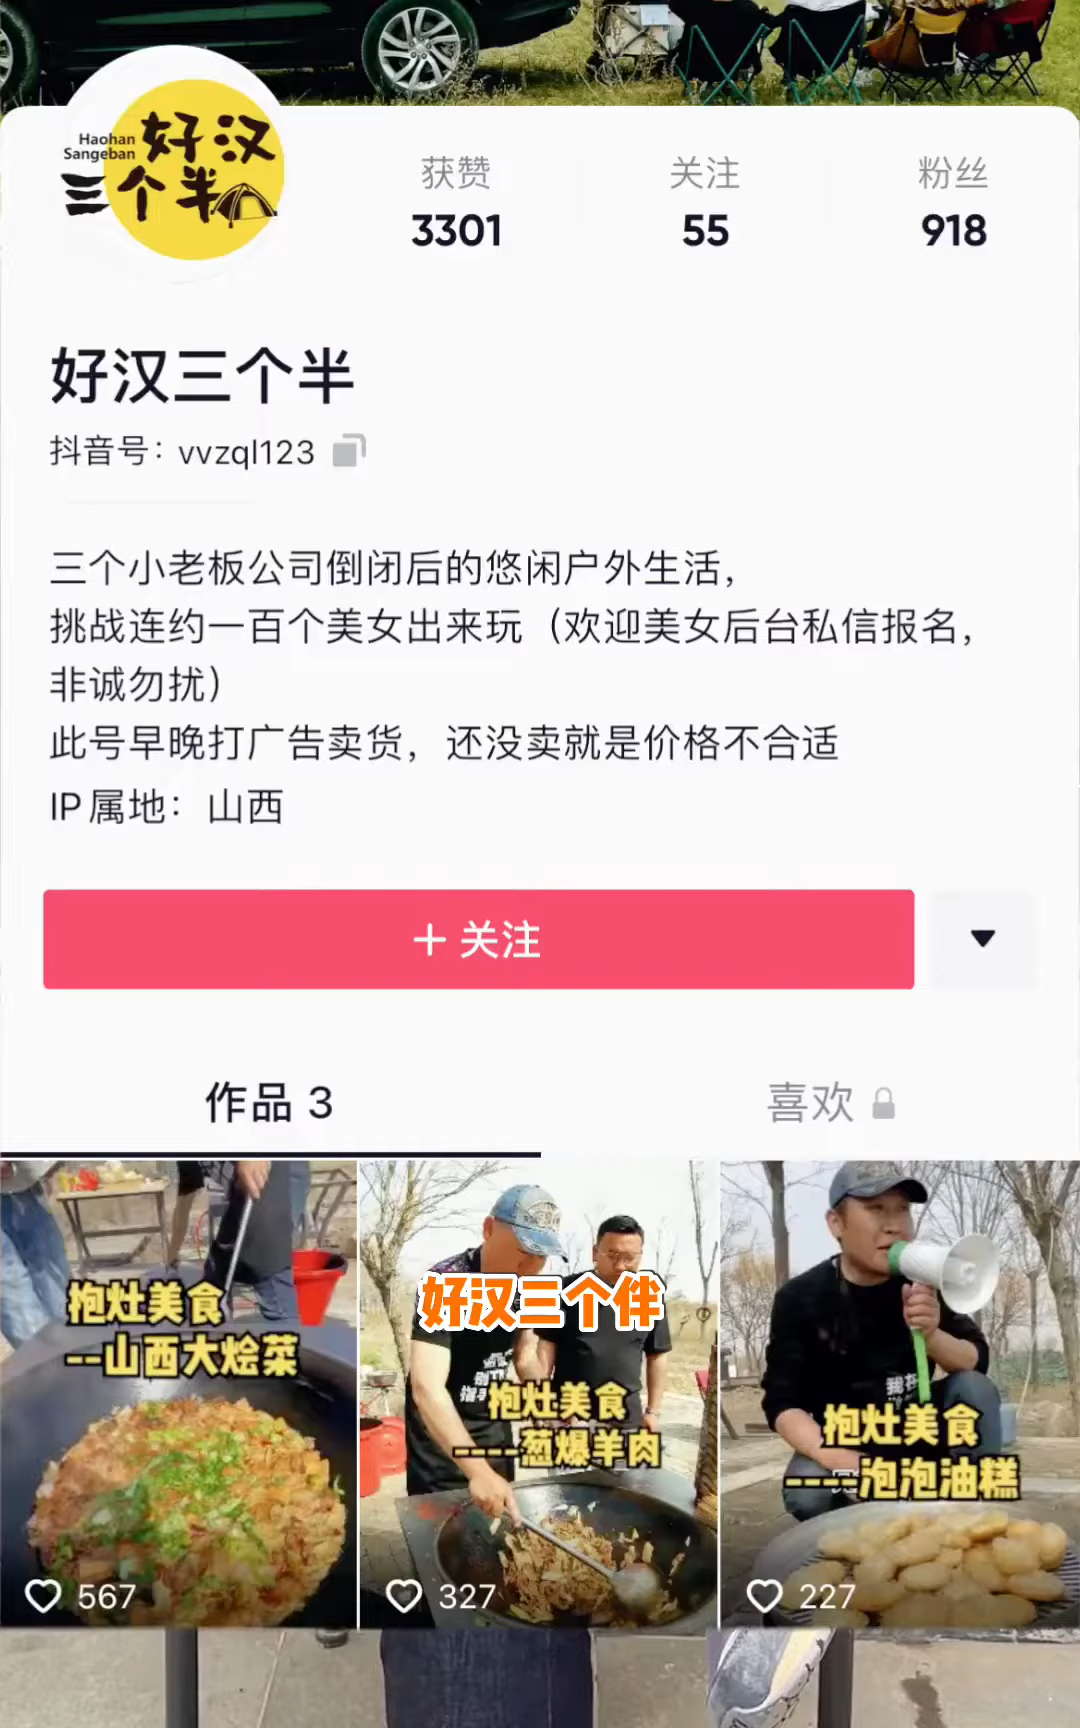 Haohan
Sangeban
好汉
三个半
获赞
3301
关注
55
粉丝
918
好汉三个半
抖音号：vvzql123
三个小老板公司倒闭后的悠闲户外生活，
挑战连约一百个美女出来玩（欢迎美女后台私信报名，
非诚勿扰）
此号早晚打广告卖货，还没卖就是价格不合适
IP属地：山西
＋关注
作品 3
喜欢
抱灶美食
--山西大烩菜
567
好汉三个伴
抱灶美食
----葱爆羊肉
327
抱灶美食
----泡泡油糕
227